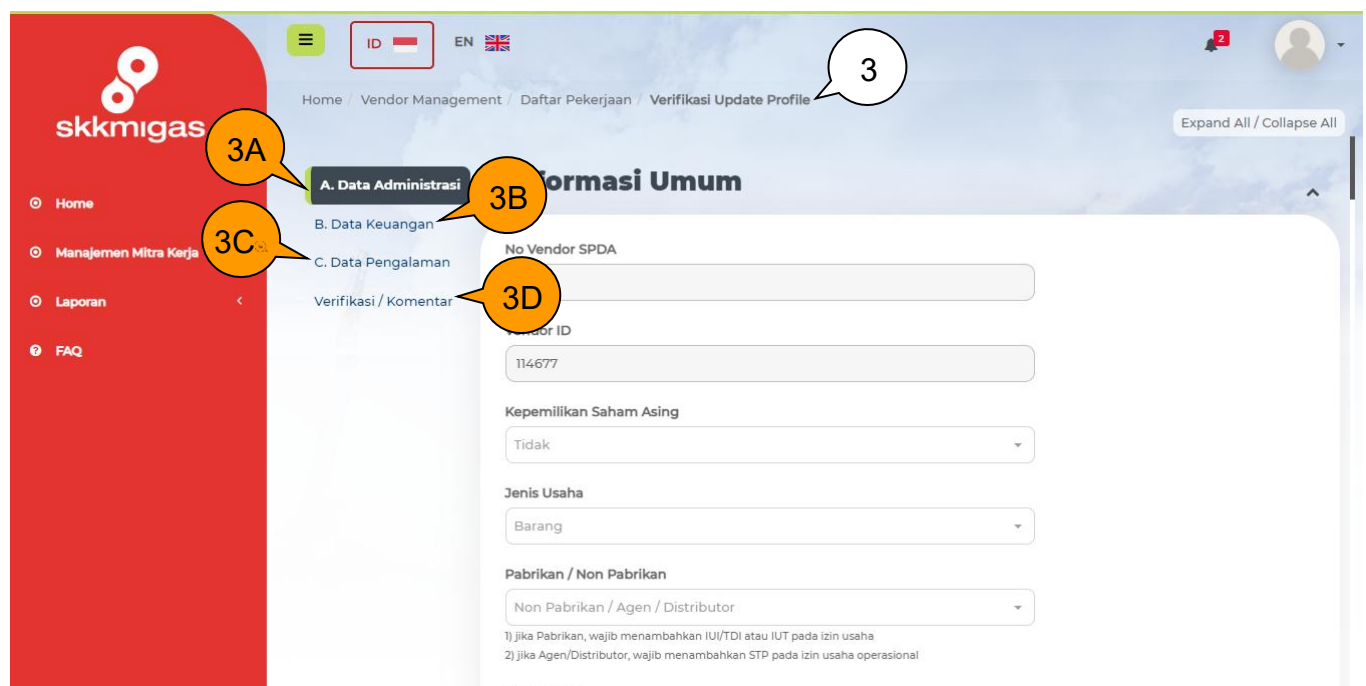 ID
EN
2
3
Home / Vendor Management / Daftar Pekerjaan / Verifikasi Update Profile
Expand All / Collapse All
skkmigas
3A
A. Data Administrasi
ormasi Umum
3B
B. Data Keuangan
3C
C. Data Pengalaman
Verifikasi / Komentar
3D
Home
Manajemen Mitra Kerja
Laporan
FAQ
No Vendor SPDA
Vendor ID
114677
Kepemilikan Saham Asing
Tidak
Jenis Usaha
Barang
Pabrikan / Non Pabrikan
Non Pabrikan / Agen / Distributor
1) jika Pabrikan, wajib menambahkan IUI/TDI atau IUT pada izin usaha
2) jika Agen/Distributor, wajib menambahkan STP pada izin usaha operasional